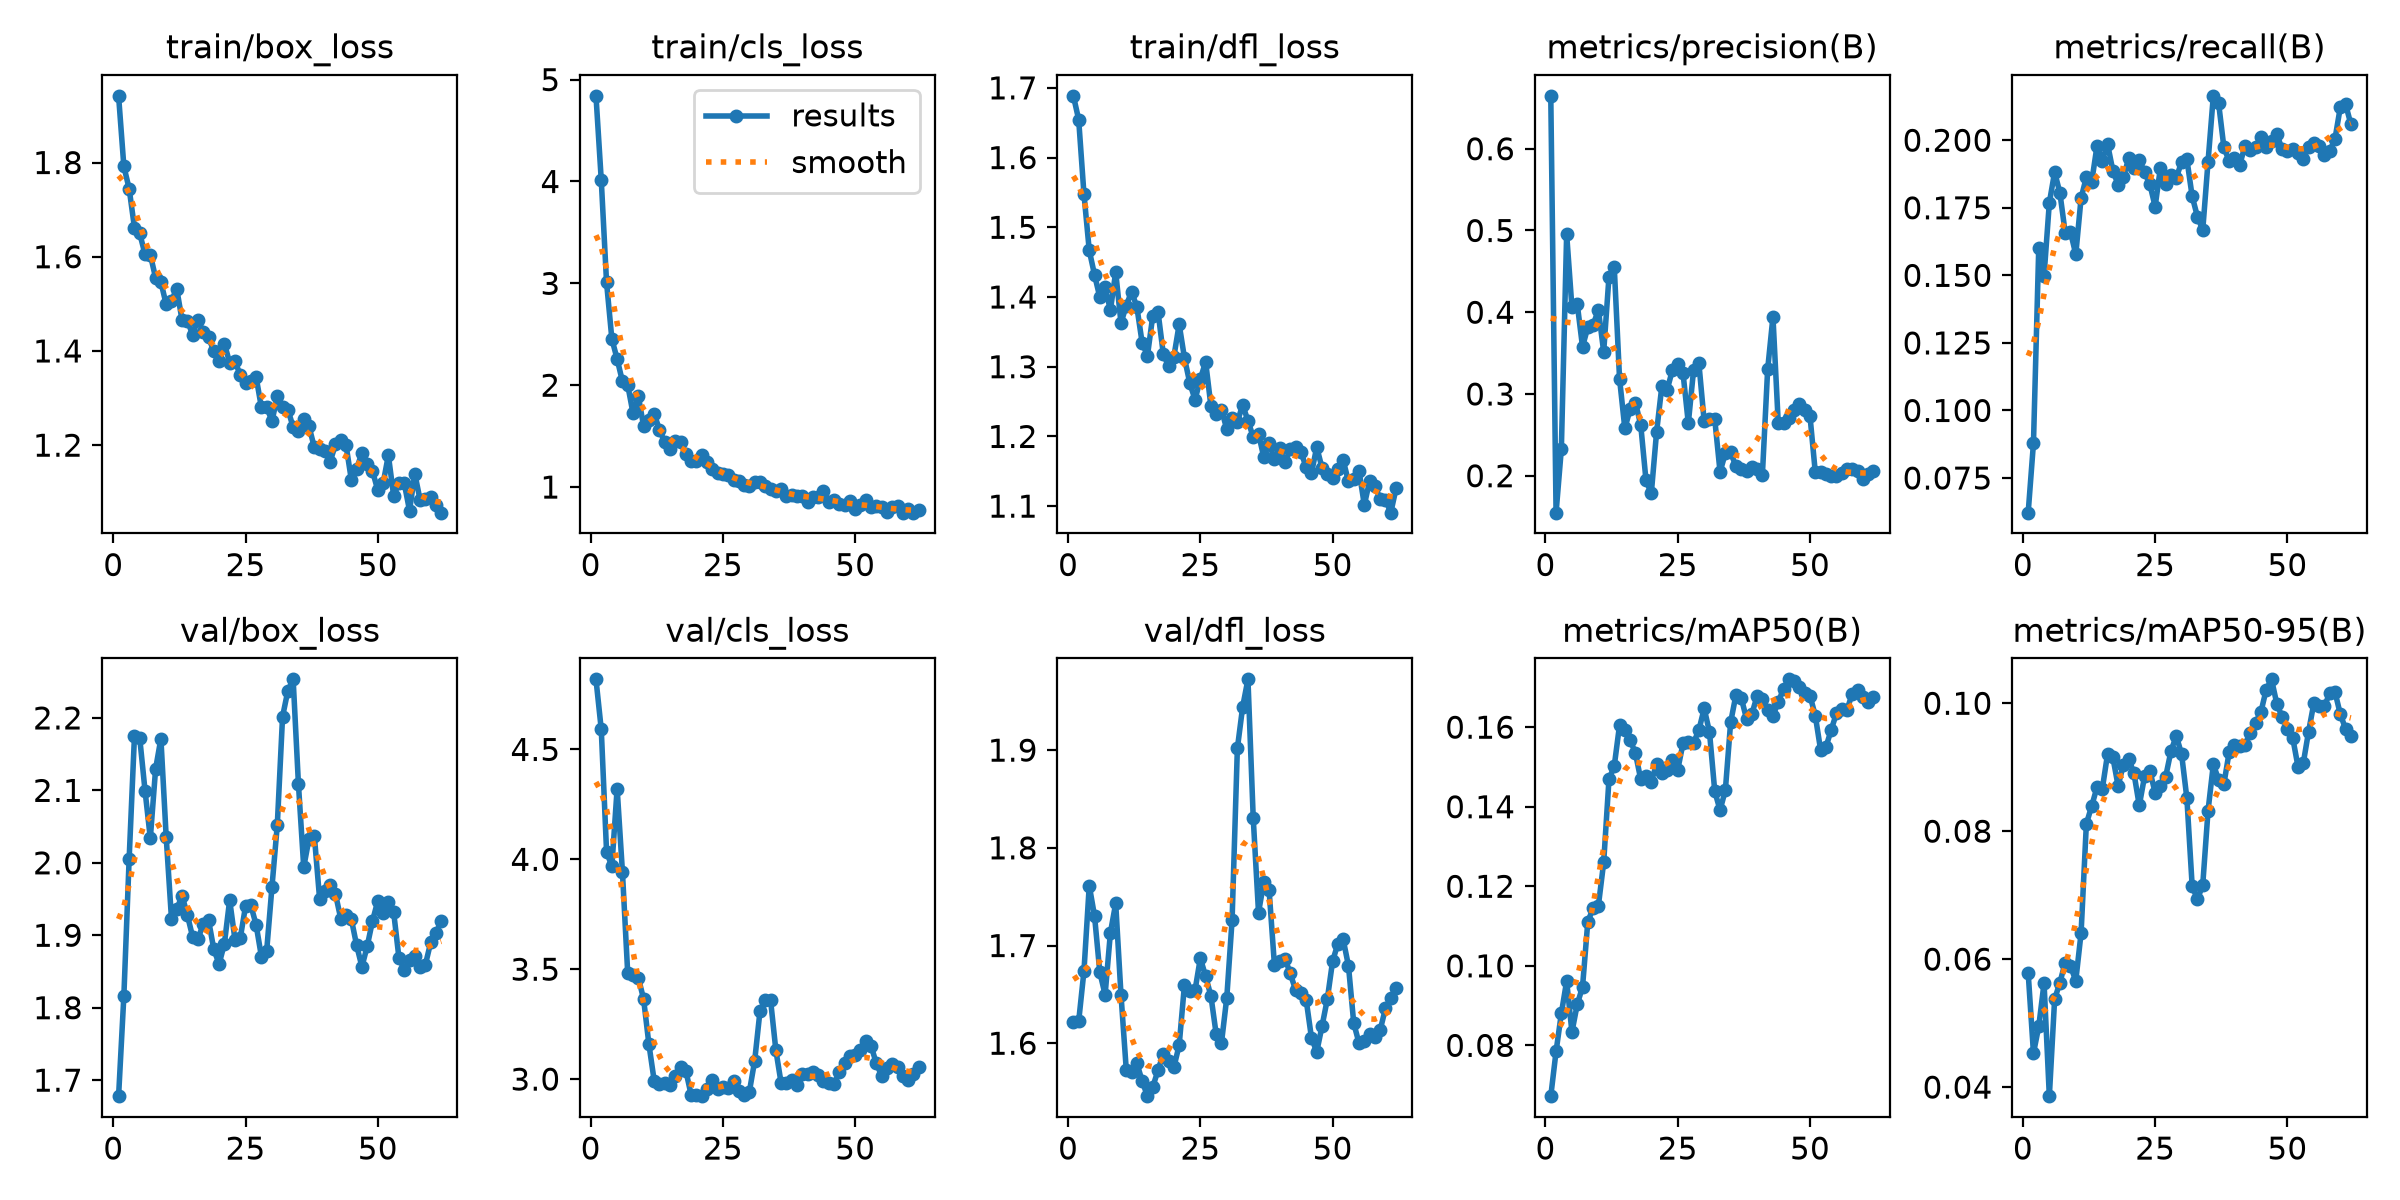 train/box_loss
1.8
1.6
1.4
1.2
0 25 50
train/cls_loss
5
4
3
2
1
results
smooth
0 25 50
train/dfl_loss
1.7
1.6
1.5
1.4
1.3
1.2
1.1
0 25 50
metrics/precision(B)
0.6
0.5
0.4
0.3
0.2
0 25 50
metrics/recall(B)
0.200
0.175
0.150
0.125
0.100
0.075
0 25 50
val/box_loss
2.2
2.1
2.0
1.9
1.8
1.7
0 25 50
val/cls_loss
4.5
4.0
3.5
3.0
0 25 50
val/dfl_loss
1.9
1.8
1.7
1.6
0 25 50
metrics/mAP50(B)
0.16
0.14
0.12
0.10
0.08
0 25 50
metrics/mAP50-95(B)
0.10
0.08
0.06
0.04
0 25 50